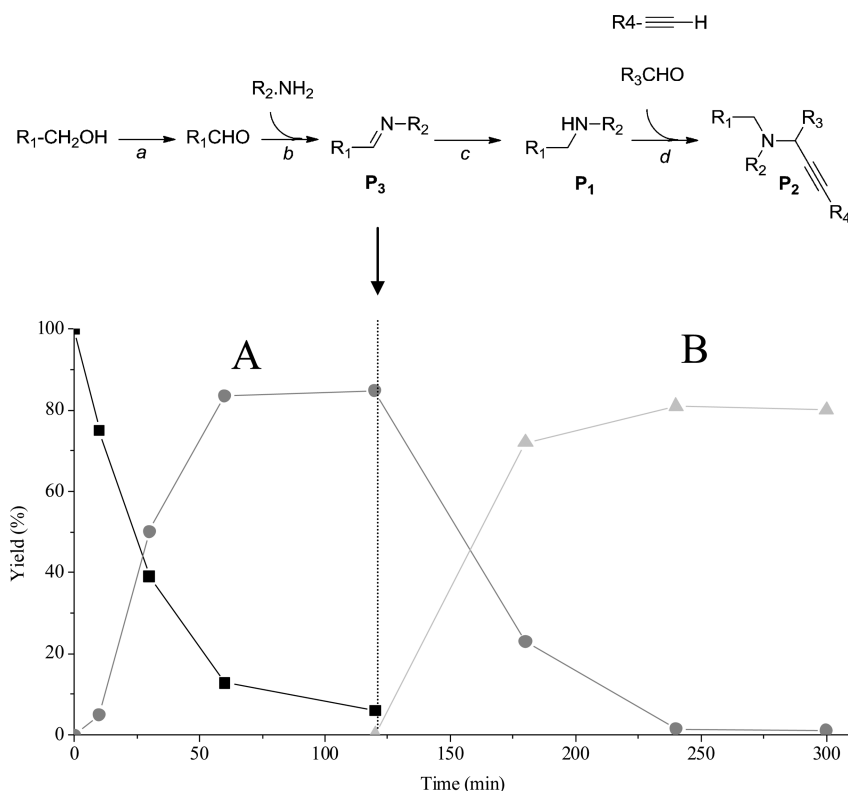 R4-≡-H
R₃CHO
R₂.NH₂
R₁-CH₂OH
a
R₁CHO
b
N-R₂
R₁
P₃
c
HN-R₂
R₁
P₁
d
R₁
R₃
N
R₂
P₂
R₄
A
B
100
80
60
40
20
0
Yield (%)
0 50 100 150 200 250 300
Time (min)